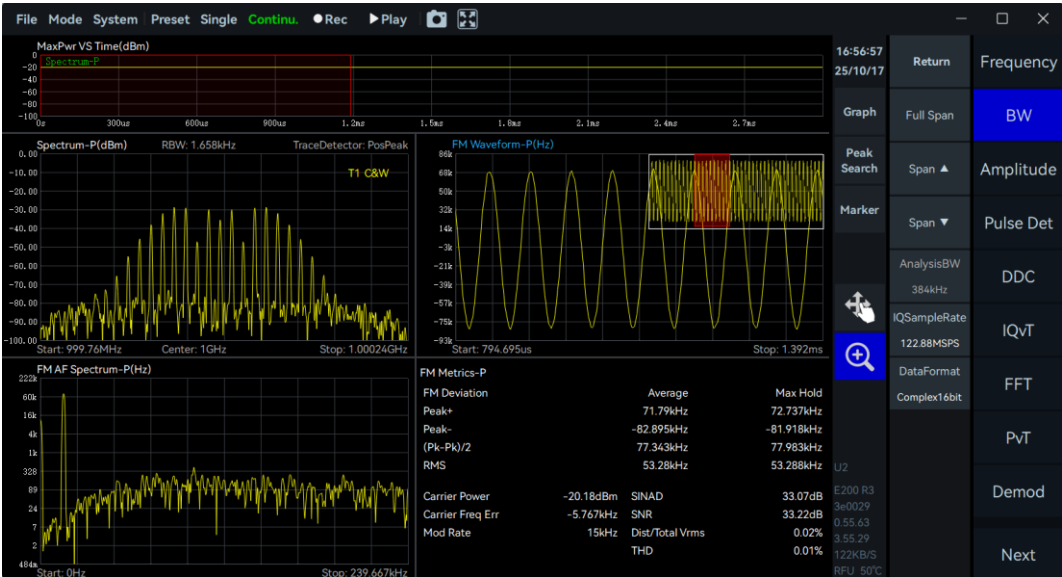 File Mode System Preset Single Continu. Rec Play
MaxPwr VS Time(dBm)
Spectrum-P
0
-20
-40
-60
-80
-100
0s 300us 600us 900us 1.2ms 1.5ms 1.8ms 2.1ms 2.4ms 2.7ms
Spectrum-P(dBm) RBW: 1.658kHz TraceDetector: PosPeak
T1 C&W
0.00
-10.00
-20.00
-30.00
-40.00
-50.00
-60.00
-70.00
-80.00
-90.00
-100.00
Start: 999.76MHz Center: 1GHz Stop: 1.00024GHz
FM Waveform-P(Hz)
86k
68k
50k
32k
14k
-3k
-21k
-39k
-57k
-75k
-93k
Start: 794.695us Stop: 1.392ms
FM AF Spectrum-P(Hz)
222k
60k
16k
4k
1k
328
89
24
7
2
484m
Start: 0Hz Stop: 239.667kHz
FM Metrics-P
FM Deviation Average Max Hold
Peak+ 71.79kHz 72.737kHz
Peak- -82.895kHz -81.918kHz
(Pk-Pk)/2 77.343kHz 77.983kHz
RMS 53.28kHz 53.288kHz
Carrier Power -20.18dBm SINAD 33.07dB
Carrier Freq Err -5.767kHz SNR 33.22dB
Mod Rate 15kHz Dist/Total Vrms 0.02%
THD 0.01%
16:56:57
25/10/17
Graph
Peak
Search
Marker
U2
E200 R3
3e0029
0.55.63
3.55.29
122KB/S
RFU 50°C
Return
Full Span
Span ▲
Span ▼
AnalysisBW
384kHz
IQSampleRate
122.88MSPS
DataFormat
Complex16bit
Frequency
BW
Amplitude
Pulse Det
DDC
IQvT
FFT
PvT
Demod
Next